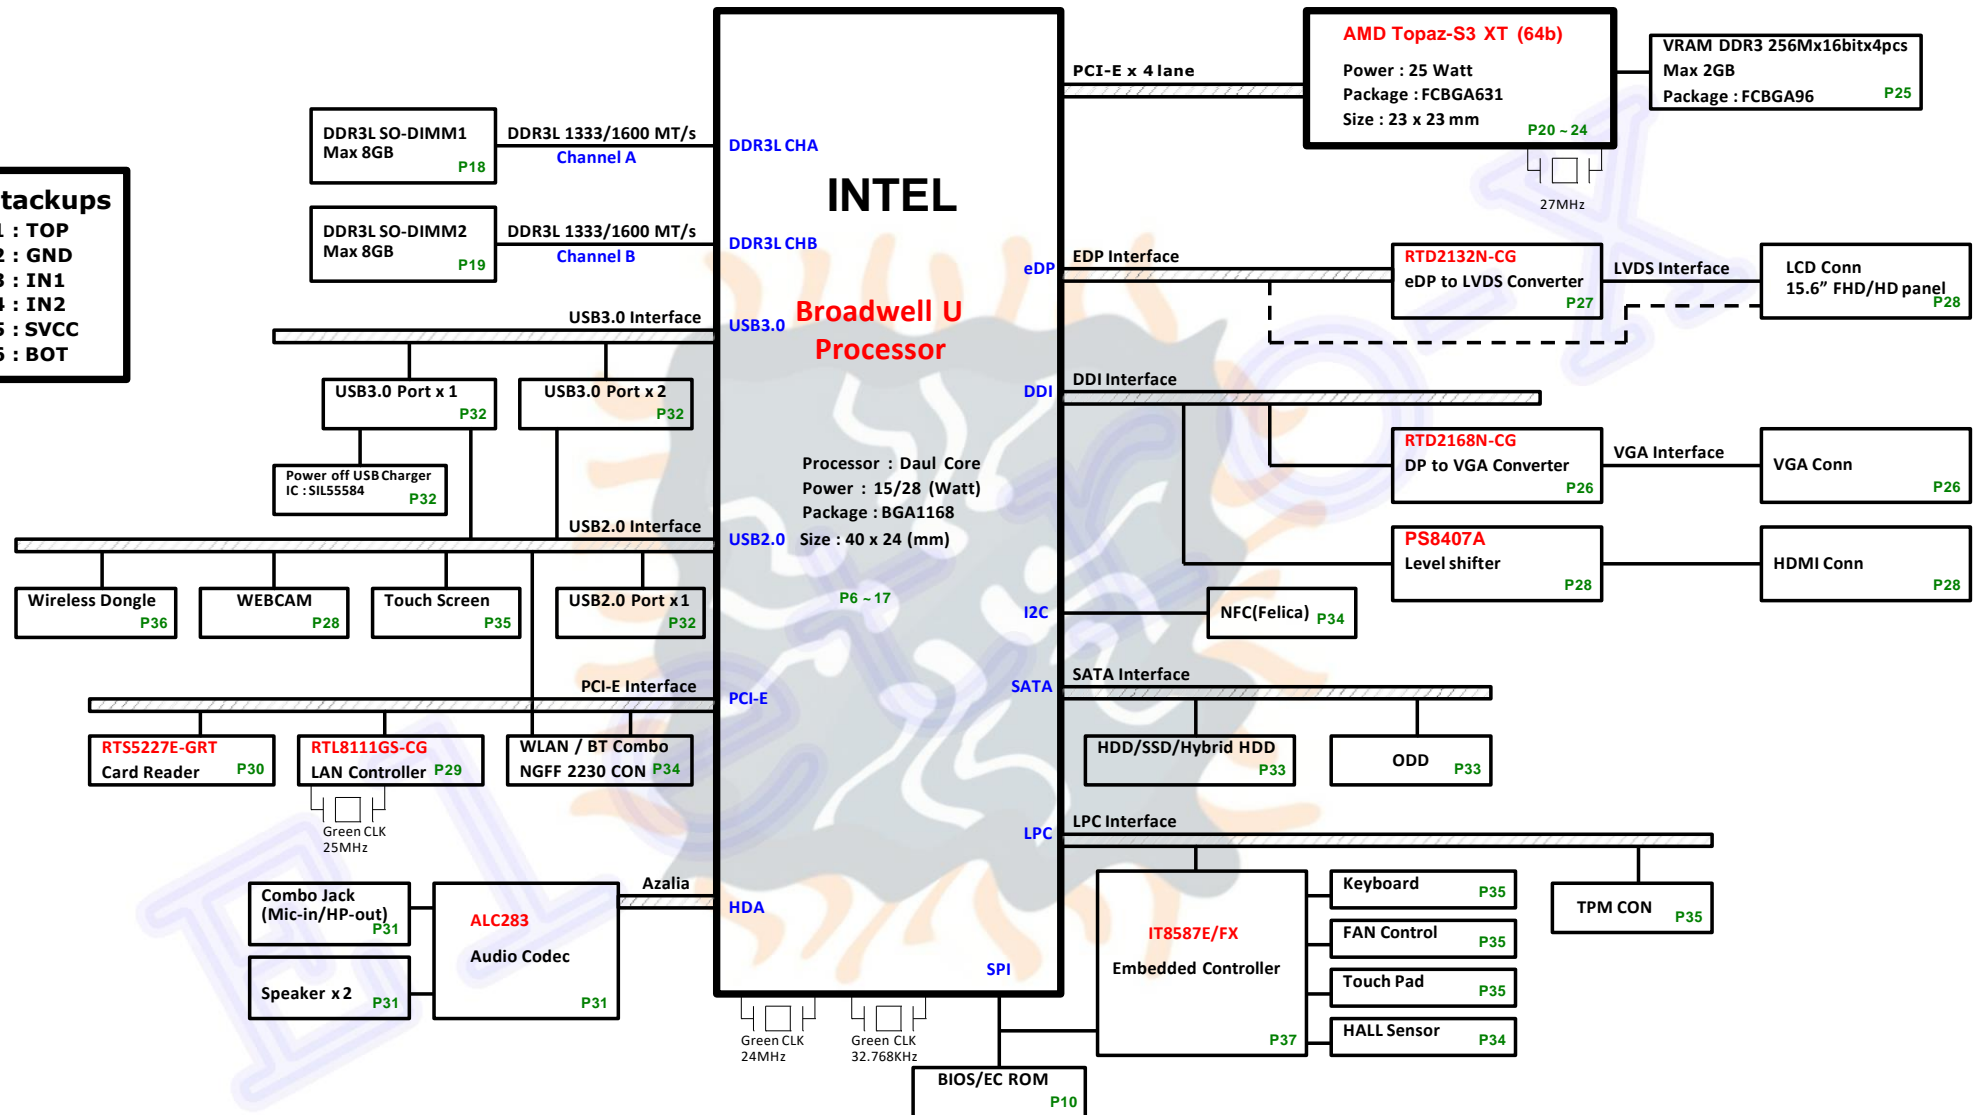 tackups
1 : TOP
2 : GND
3 : IN1
4 : IN2
5 : SVCC
6 : BOT
DDR3L SO-DIMM1
Max 8GB
P18
DDR3L 1333/1600 MT/s
Channel A
DDR3L SO-DIMM2
Max 8GB
P19
DDR3L 1333/1600 MT/s
Channel B
USB3.0 Interface
USB3.0 Port x 1
P32
USB3.0 Port x 2
P32
Power off USB Charger
IC : SIL55584
P32
USB2.0 Interface
Wireless Dongle
P36
WEBCAM
P28
Touch Screen
P35
USB2.0 Port x1
P32
PCI-E Interface
RTS5227E-GRT
Card Reader
P30
RTL8111GS-CG
LAN Controller
P29
WLAN / BT Combo
NGFF 2230 CON
P34
Green CLK
25MHz
Combo Jack
(Mic-in/HP-out)
P31
Speaker x 2
P31
ALC283
Audio Codec
P31
Azalia
INTEL
Broadwell U
Processor
Processor : Daul Core
Power : 15/28 (Watt)
Package : BGA1168
Size : 40 x 24 (mm)
P6 ~ 17
DDR3L CHA
DDR3L CHB
USB3.0
USB2.0
PCI-E
HDA
eDP
DDI
I2C
SATA
LPC
SPI
Green CLK
24MHz
Green CLK
32.768KHz
BIOS/EC ROM
P10
PCI-E x 4 lane
AMD Topaz-S3 XT (64b)
Power : 25 Watt
Package : FCBGA631
Size : 23 x 23 mm
P20 ~ 24
27MHz
VRAM DDR3 256Mx16bitx4pcs
Max 2GB
Package : FCBGA96
P25
EDP Interface
RTD2132N-CG
eDP to LVDS Converter
P27
LVDS Interface
LCD Conn
15.6” FHD/HD panel
P28
DDI Interface
RTD2168N-CG
DP to VGA Converter
P26
VGA Interface
VGA Conn
P26
PS8407A
Level shifter
P28
HDMI Conn
P28
NFC(Felica)
P34
SATA Interface
HDD/SSD/Hybrid HDD
P33
ODD
P33
LPC Interface
IT8587E/FX
Embedded Controller
P37
Keyboard
P35
FAN Control
P35
Touch Pad
P35
HALL Sensor
P34
TPM CON
P35